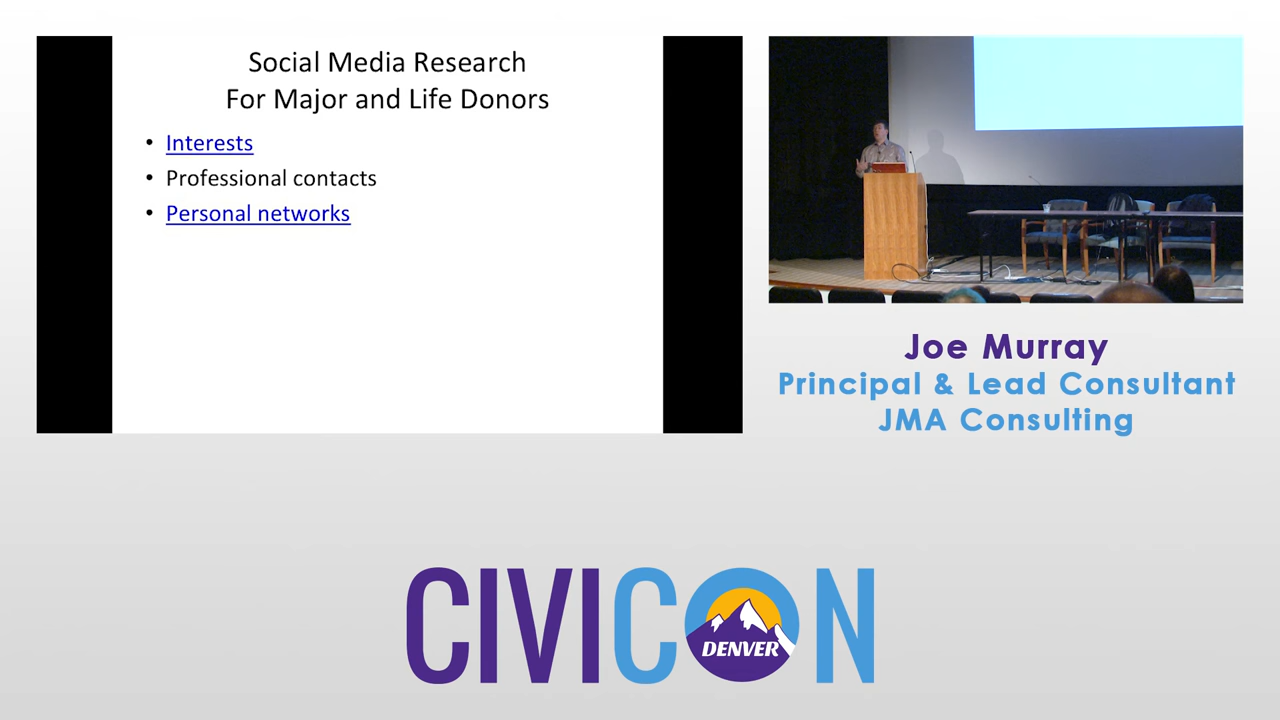 Social Media Research
For Major and Life Donors
• Interests
• Professional contacts
• Personal networks
Joe Murray
Principal & Lead Consultant
JMA Consulting
CIVICON
DENVER